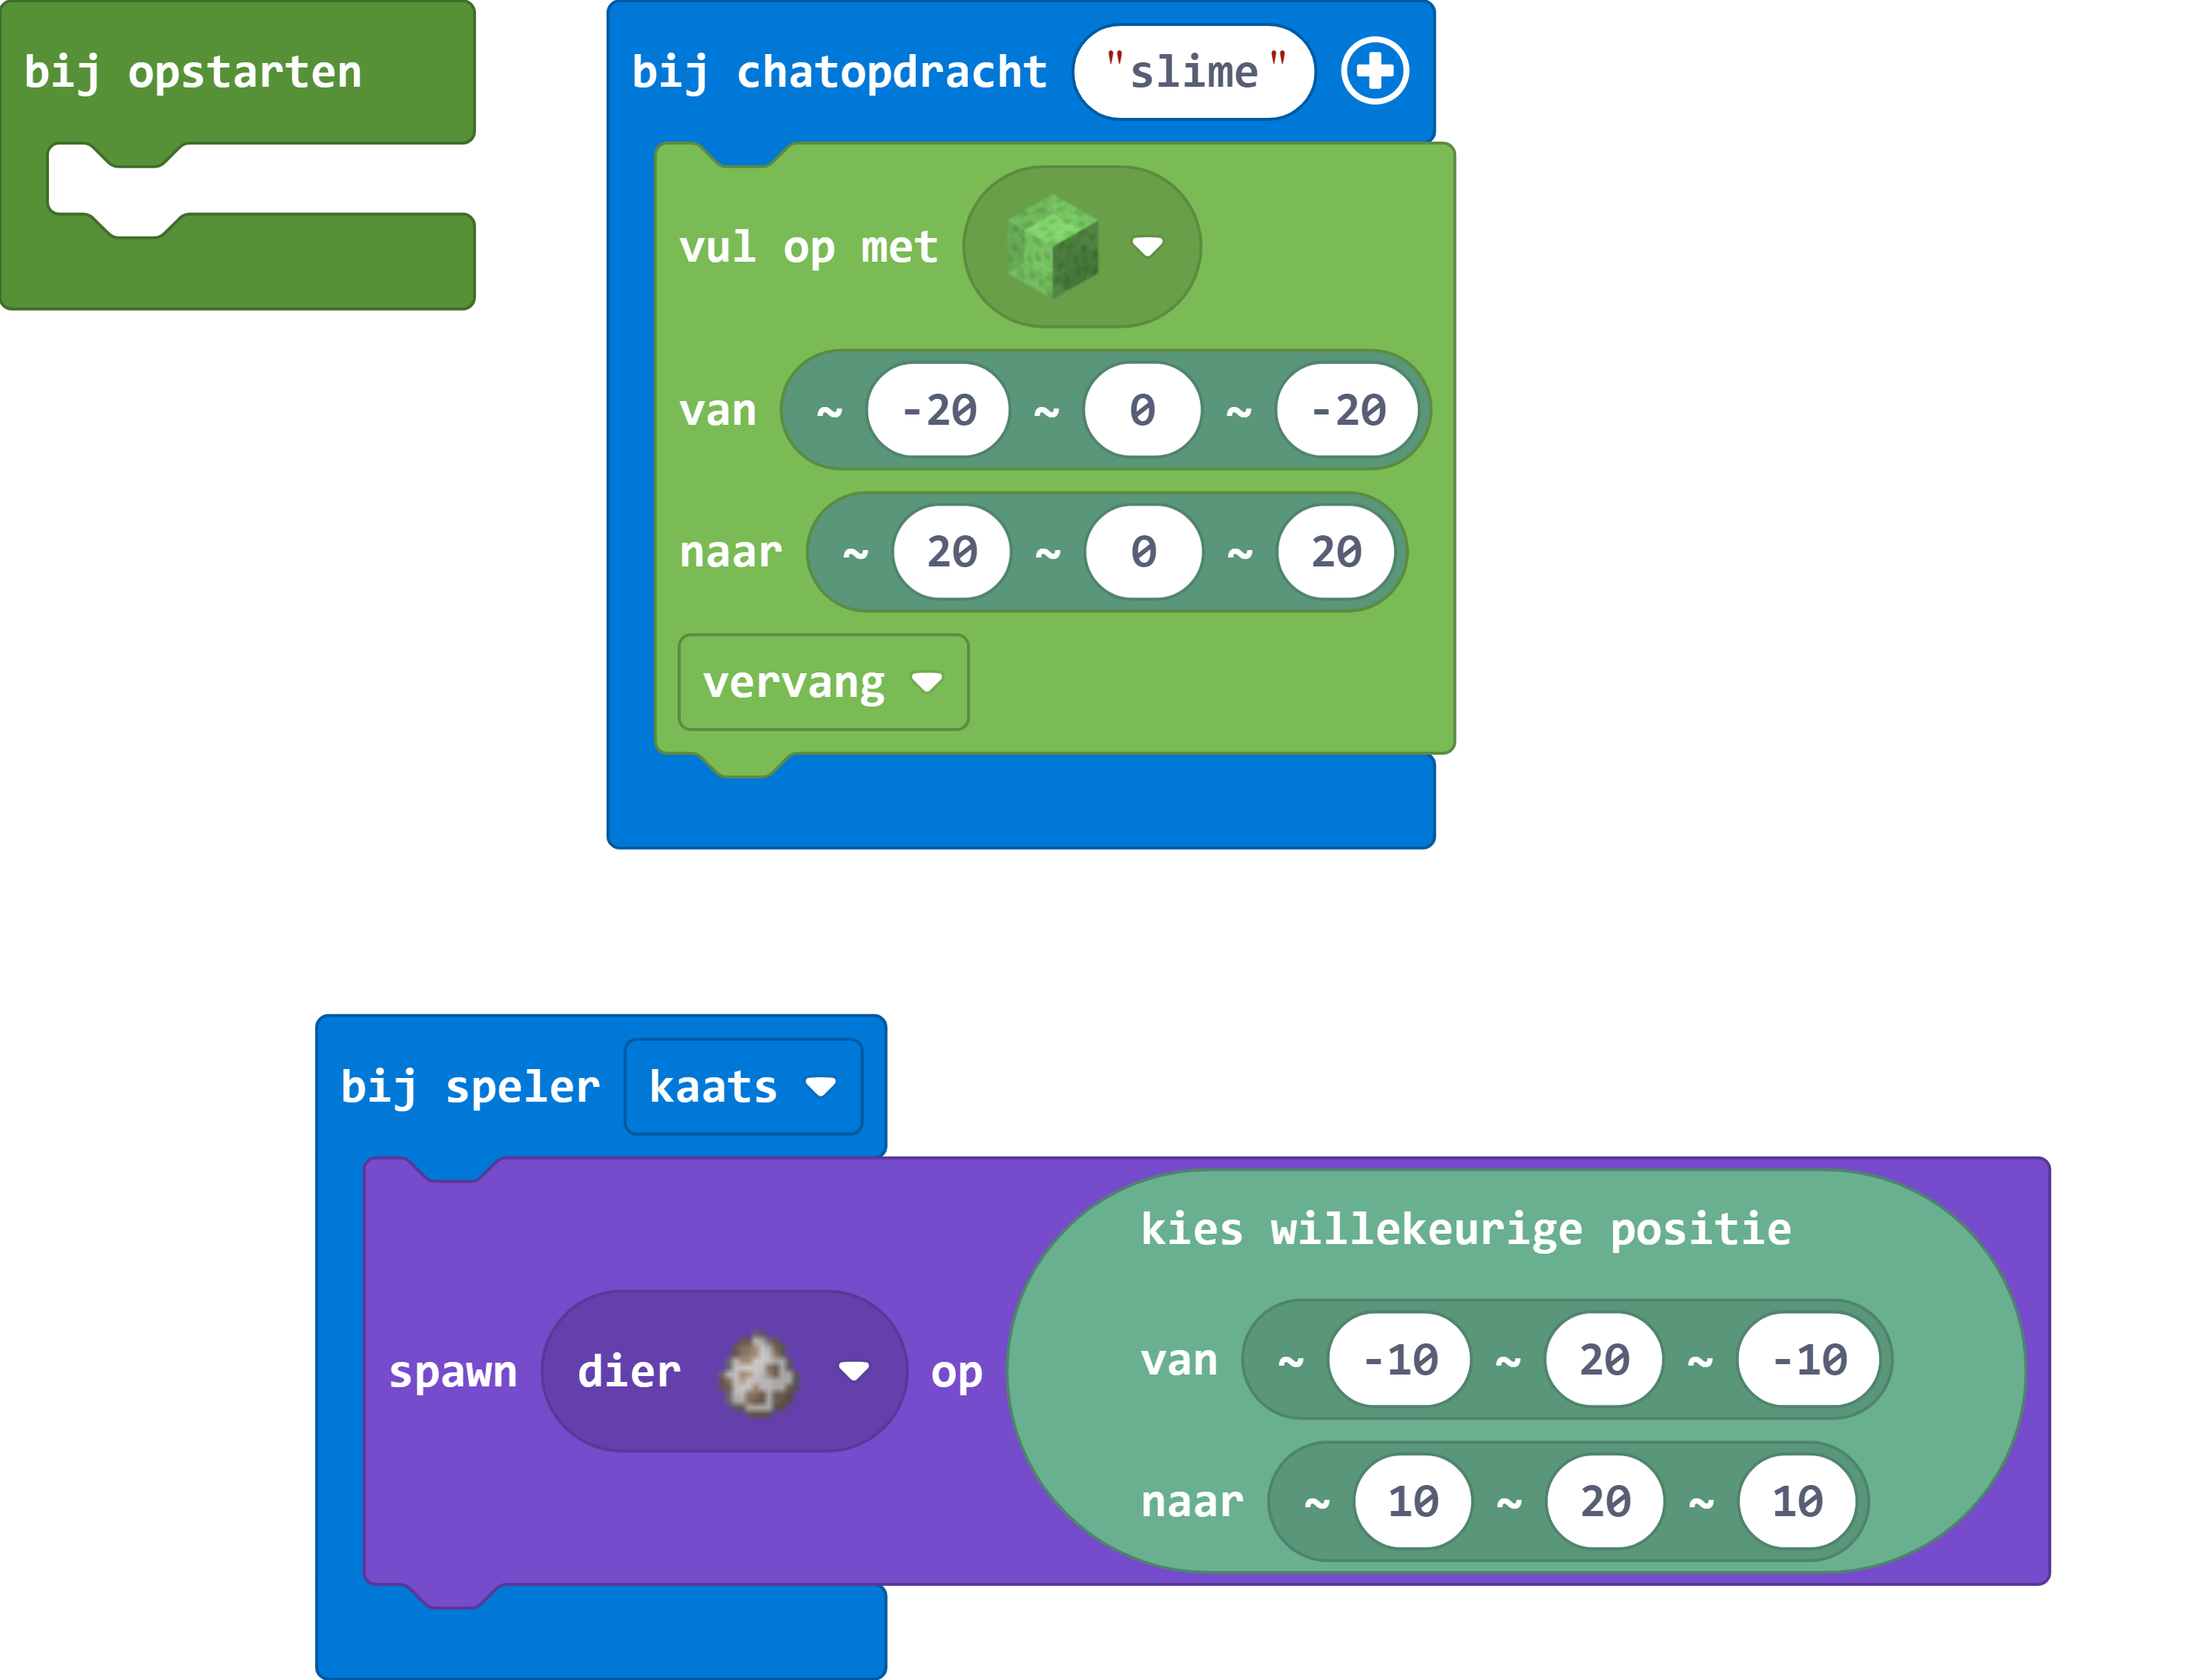 bij opstarten
bij chatopdracht "slime"
vul op met
van ~ -20 ~ 0 ~ -20
naar ~ 20 ~ 0 ~ 20
vervang
bij speler kaats
spawn dier op
kies willekeurige positie
van ~ -10 ~ 20 ~ -10
naar ~ 10 ~ 20 ~ 10